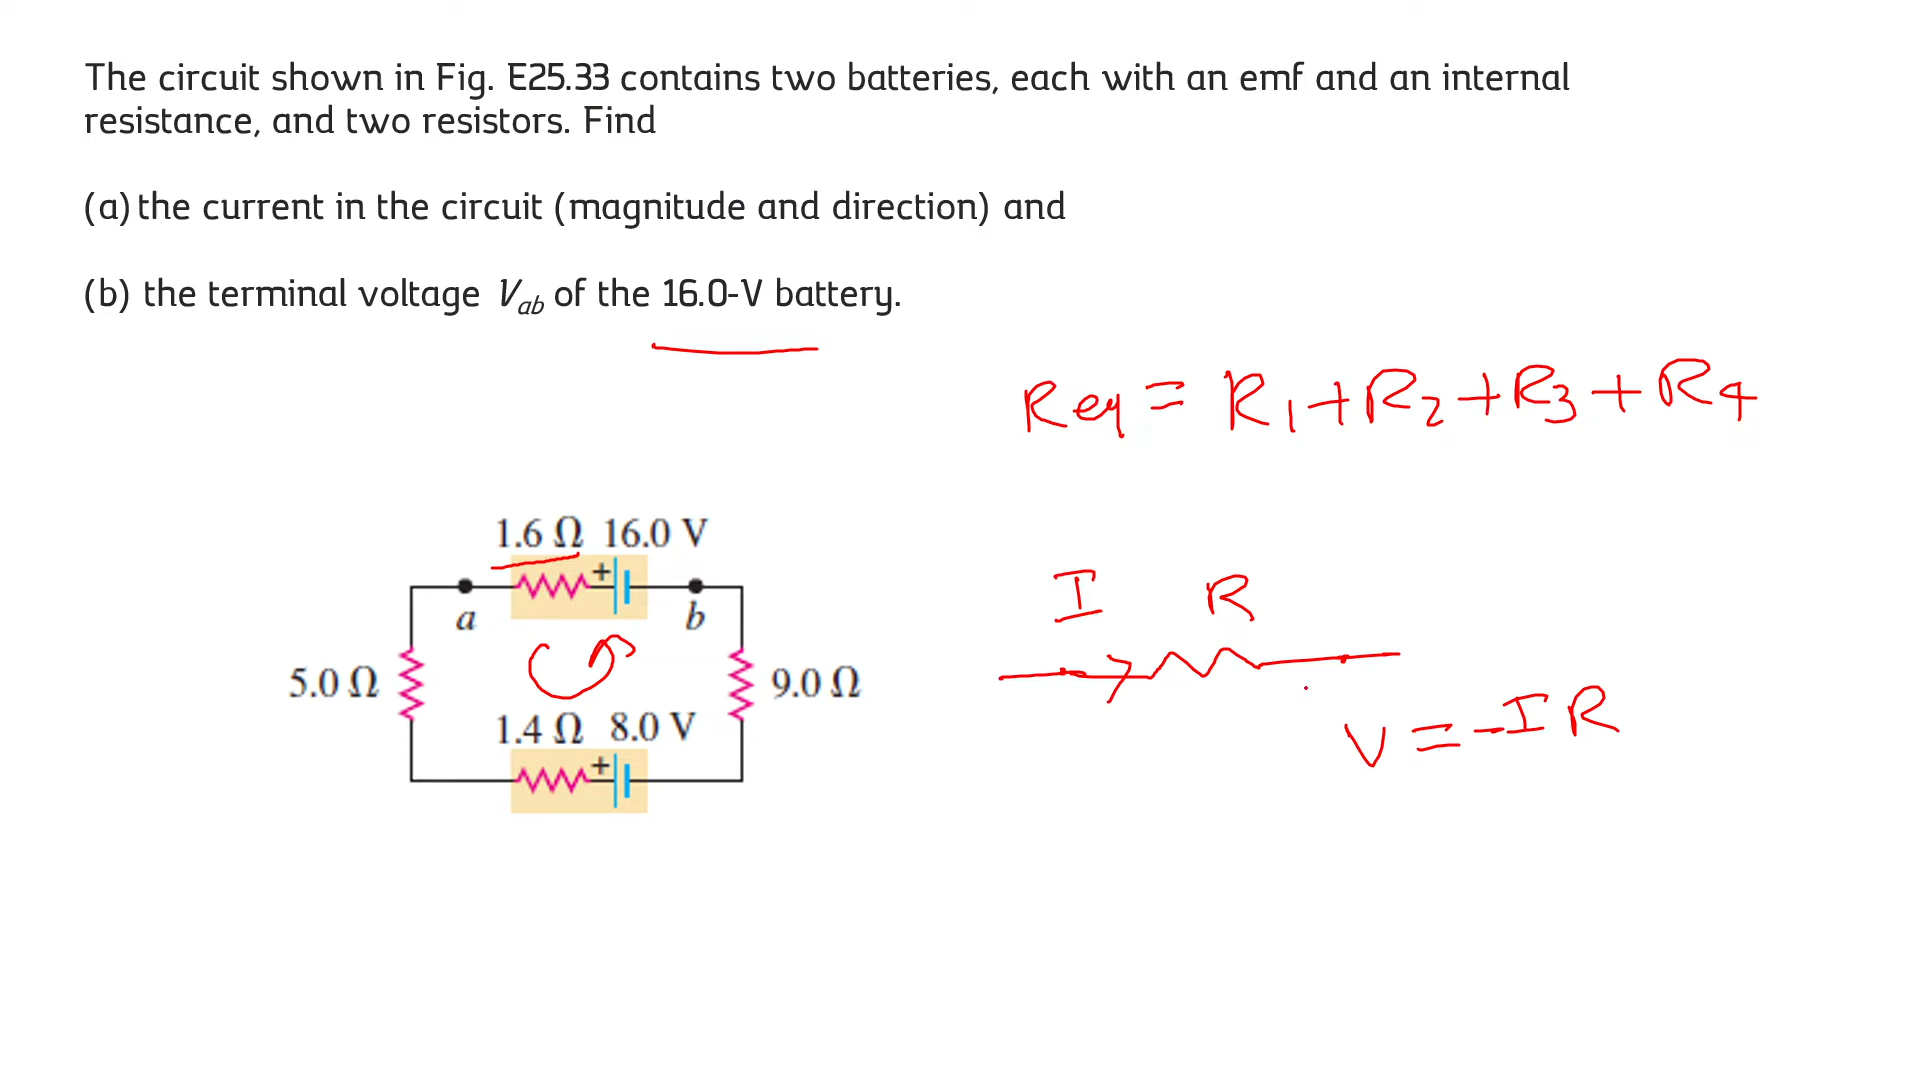 The circuit shown in Fig. E25.33 contains two batteries, each with an emf and an internal
resistance, and two resistors. Find
(a) the current in the circuit (magnitude and direction) and
(b) the terminal voltage Vab of the 16.0-V battery.
Req = R1+R2+R3+R4
1.6 Ω 16.0 V
+
a b
I R
5.0 Ω 9.0 Ω
1.4 Ω 8.0 V
V = -IR
+